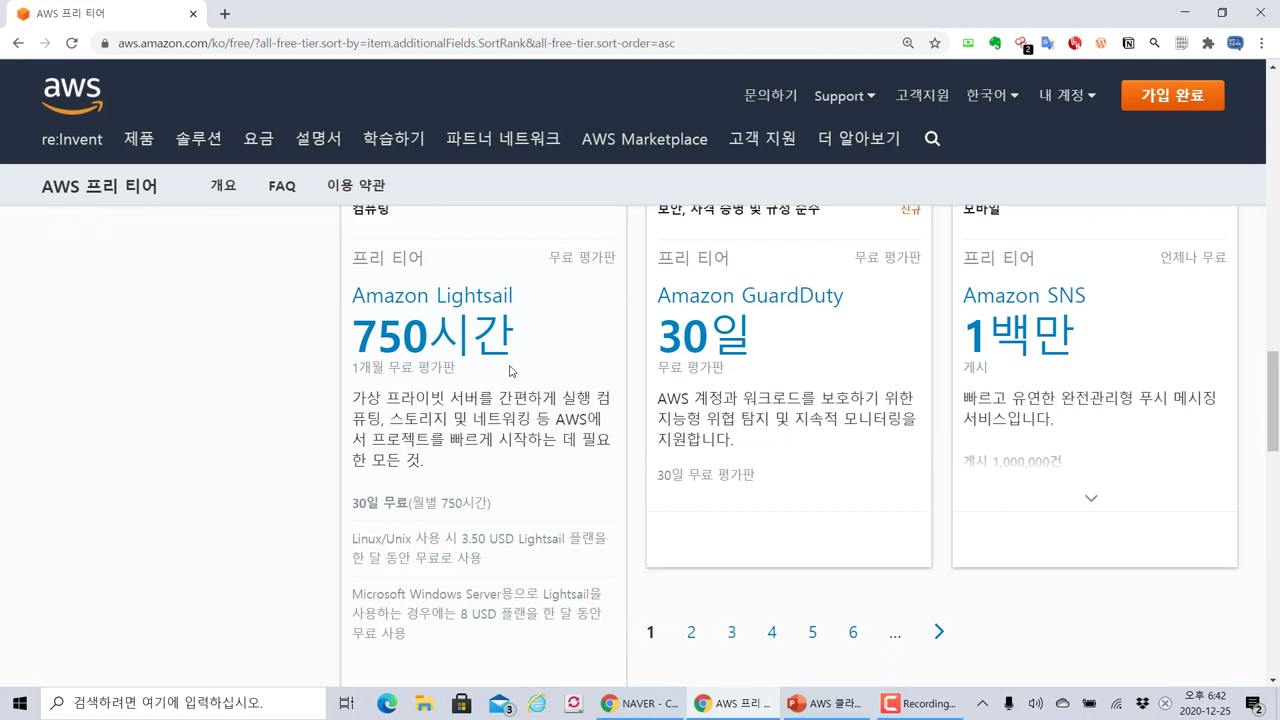 AWS 프리 티어
aws.amazon.com/ko/free/?all-free-tier.sort-by=item.additionalFields.SortRank&all-free-tier.sort-order=asc
2
aws
문의하기 Support 고객지원 한국어 내 계정 가입 완료
re:Invent 제품 솔루션 요금 설명서 학습하기 파트너 네트워크 AWS Marketplace 고객 지원 더 알아보기
AWS 프리 티어 개요 FAQ 이용 약관
컴퓨팅
프리 티어 무료 평가판
Amazon Lightsail
750시간
1개월 무료 평가판
가상 프라이빗 서버를 간편하게 실행 컴
퓨팅, 스토리지 및 네트워킹 등 AWS에
서 프로젝트를 빠르게 시작하는 데 필요
한 모든 것.
30일 무료(월별 750시간)
Linux/Unix 사용 시 3.50 USD Lightsail 플랜을
한 달 동안 무료로 사용
Microsoft Windows Server용으로 Lightsail을
사용하는 경우에는 8 USD 플랜을 한 달 동안
무료 사용
보안, 자격 증명 및 규정 준수 신규
프리 티어 무료 평가판
Amazon GuardDuty
30일
무료 평가판
AWS 계정과 워크로드를 보호하기 위한
지능형 위협 탐지 및 지속적 모니터링을
지원합니다.
30일 무료 평가판
모바일
프리 티어 언제나 무료
Amazon SNS
1백만
게시
빠르고 유연한 완전관리형 푸시 메시징
서비스입니다.
게시 1,000,000건
1 2 3 4 5 6 ...
검색하려면 여기에 입력하십시오.
3
NAVER - C...
AWS 프리 ...
AWS 클라...
Recording...
오후 6:42
2020-12-25
2